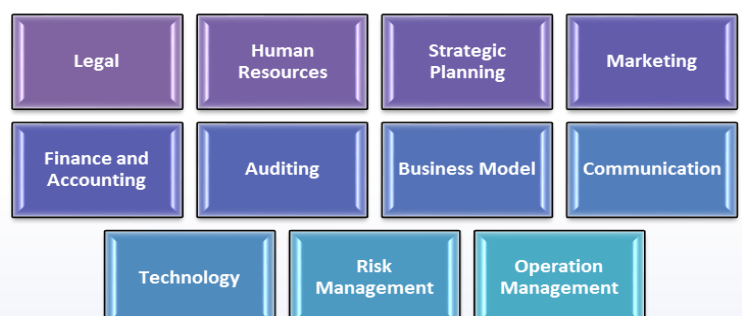 Legal
Human
Resources
Strategic
Planning
Marketing
Finance and
Accounting
Auditing
Business Model
Communication
Technology
Risk
Management
Operation
Management